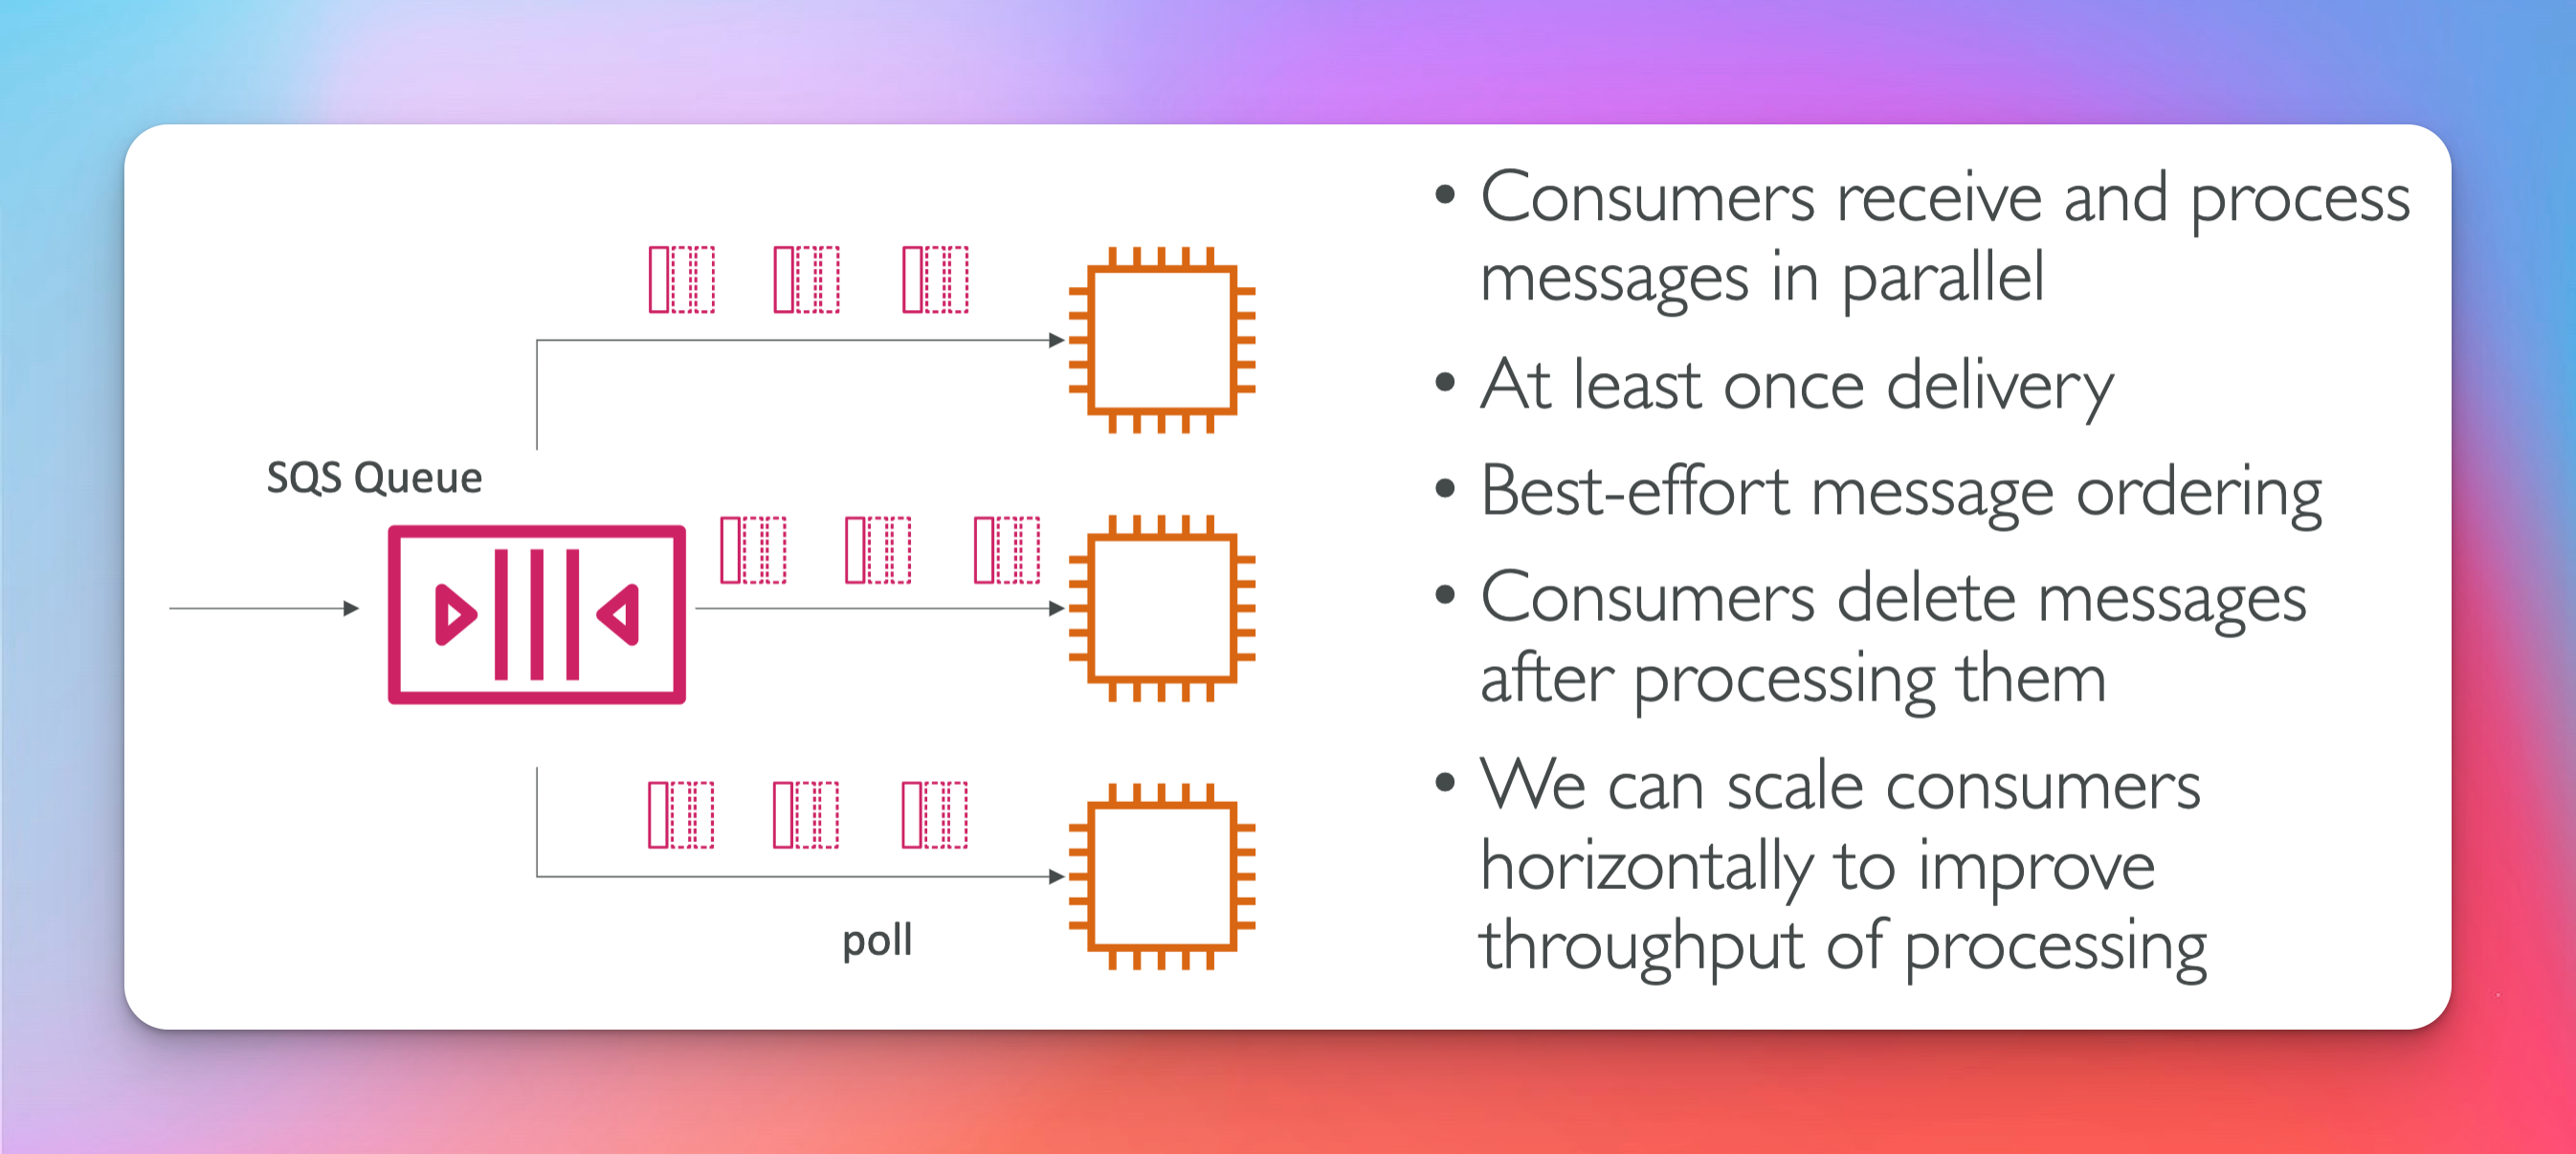 SQS Queue
poll
• Consumers receive and process
messages in parallel
• At least once delivery
• Best-effort message ordering
• Consumers delete messages
after processing them
• We can scale consumers
horizontally to improve
throughput of processing